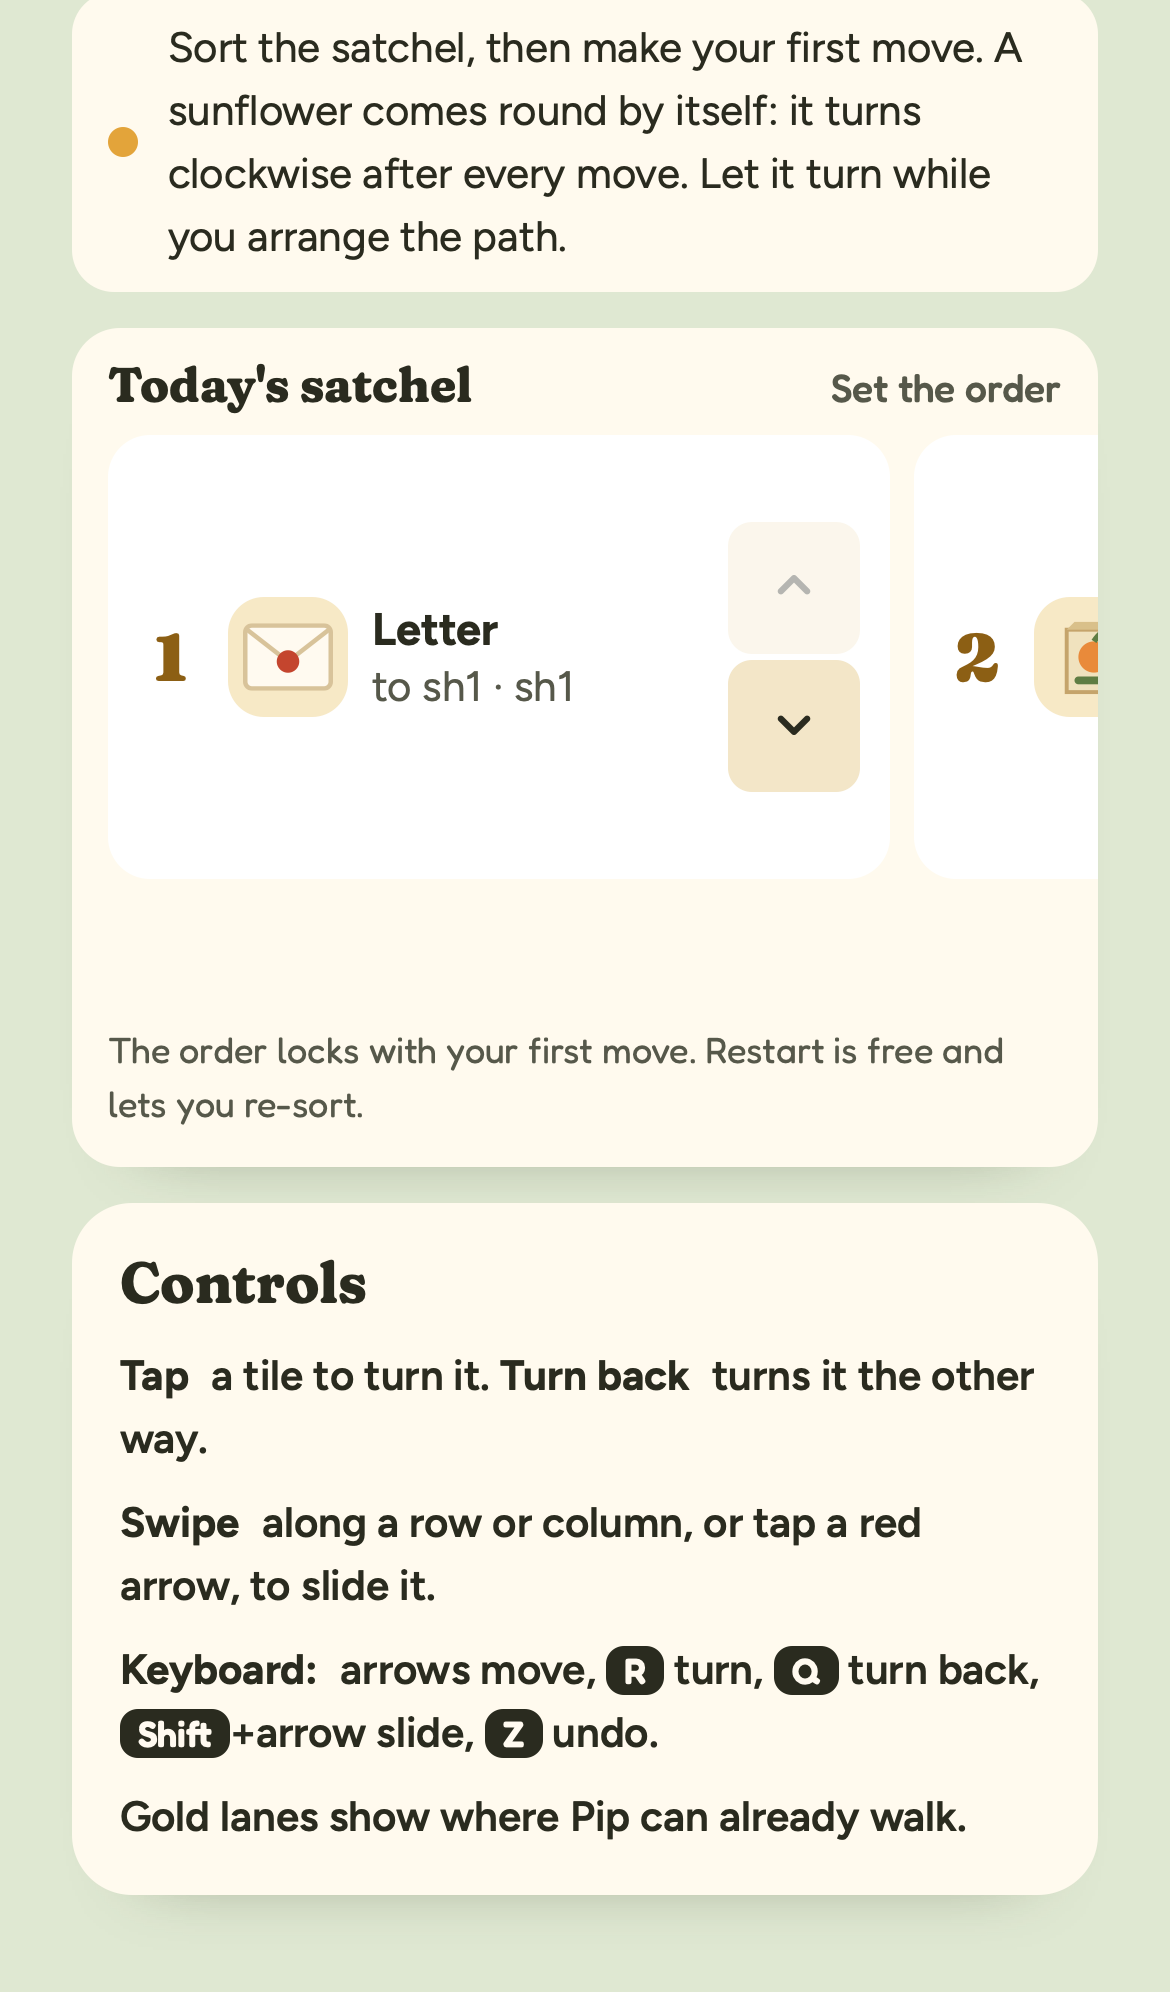 Sort the satchel, then make your first move. A
sunflower comes round by itself: it turns
clockwise after every move. Let it turn while
you arrange the path.
Today's satchel
Set the order
1
Letter
to sh1 · sh1
2
The order locks with your first move. Restart is free and
lets you re-sort.
Controls
Tap a tile to turn it. Turn back turns it the other
way.
Swipe along a row or column, or tap a red
arrow, to slide it.
Keyboard: arrows move, R turn, Q turn back,
Shift+arrow slide, Z undo.
Gold lanes show where Pip can already walk.